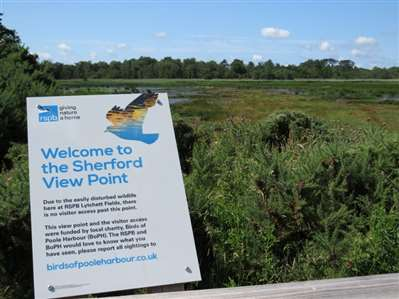 rspb
giving
nature
a home
Welcome to
the Sherford
View Point
Due to the easily disturbed wildlife
here at RSPB Lytchett Fields, there
is no visitor access past this point.
This view point and the visitor access
were funded by local charity, Birds of
Poole Harbour (BoPH). The RSPB and
BoPH would love to know what you
have seen, please report all sightings to
birdsofpooleharbour.co.uk